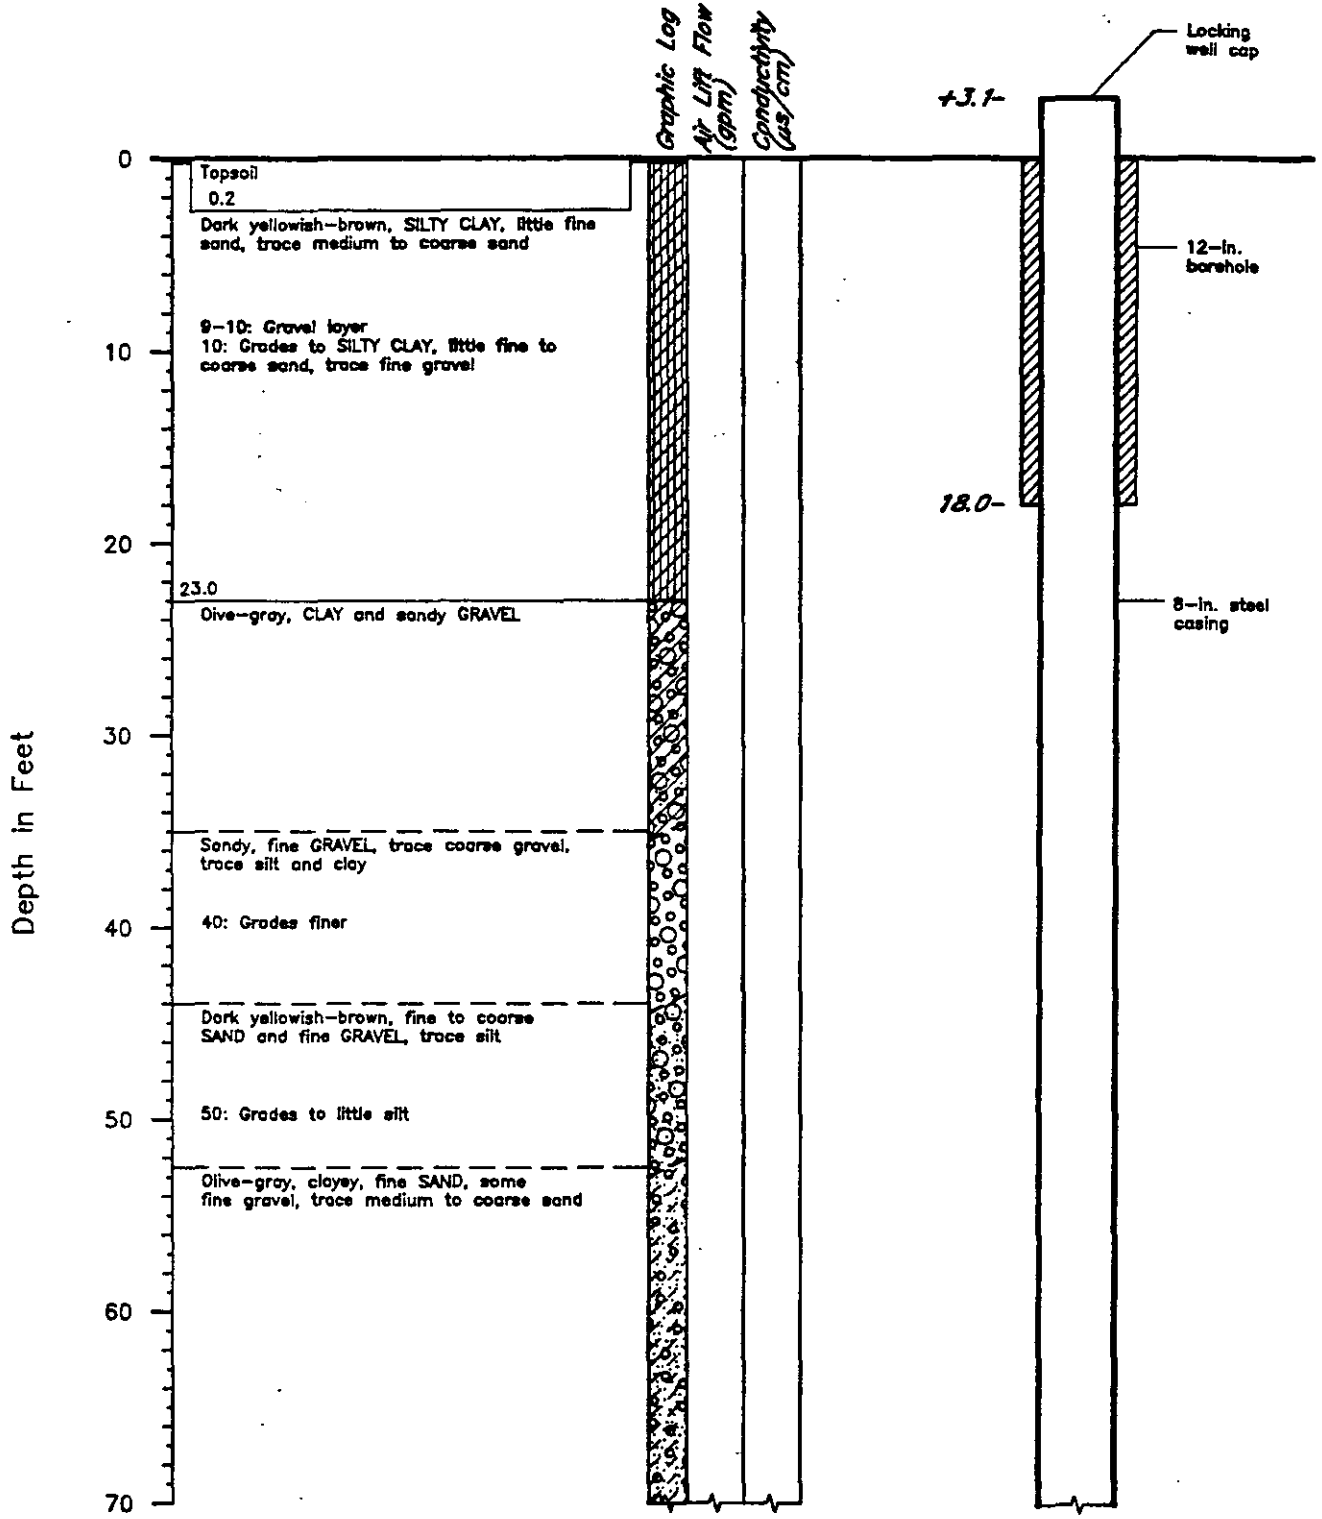 Graphic Log
Air Lift Flow
(gpm)
Conductivity
(µs/cm)
Locking
well cap
+3.1-
0
Topsoil
0.2
Dark yellowish-brown, SILTY CLAY, little fine
sand, trace medium to coarse sand
12-in.
borehole
9-10: Gravel layer
10: Grades to SILTY CLAY, little fine to
coarse sand, trace fine gravel
10
18.0-
20
23.0
Olive-gray, CLAY and sandy GRAVEL
8-in. steel
casing
Depth in Feet
30
Sandy, fine GRAVEL, trace coarse gravel,
trace silt and clay
40: Grades finer
40
Dark yellowish-brown, fine to coarse
SAND and fine GRAVEL, trace silt
50: Grades to little silt
50
Olive-gray, clayey, fine SAND, some
fine gravel, trace medium to coarse sand
60
70